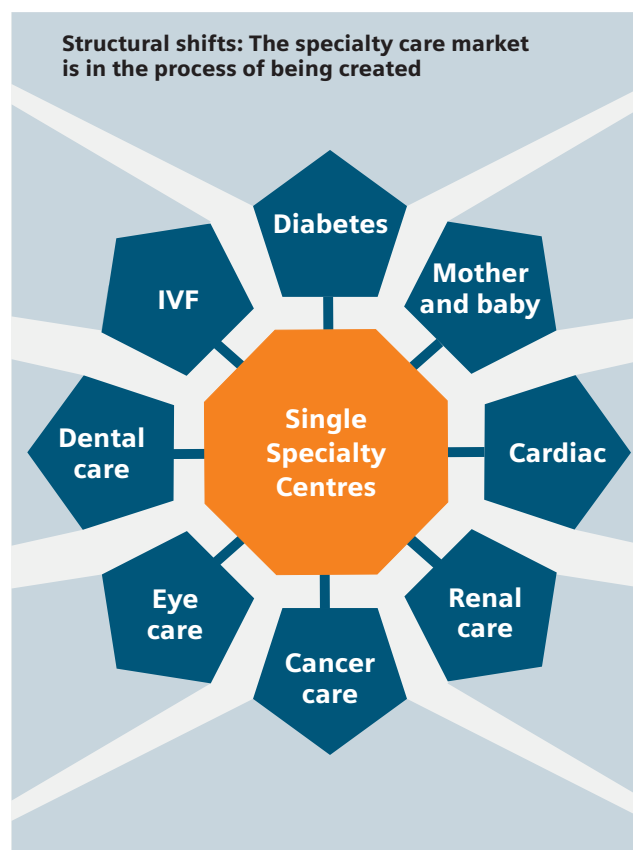 Structural shifts: The specialty care market
is in the process of being created
Diabetes
Mother
and baby
IVF
Single
Specialty
Centres
Dental
care
Cardiac
Eye
care
Renal
care
Cancer
care